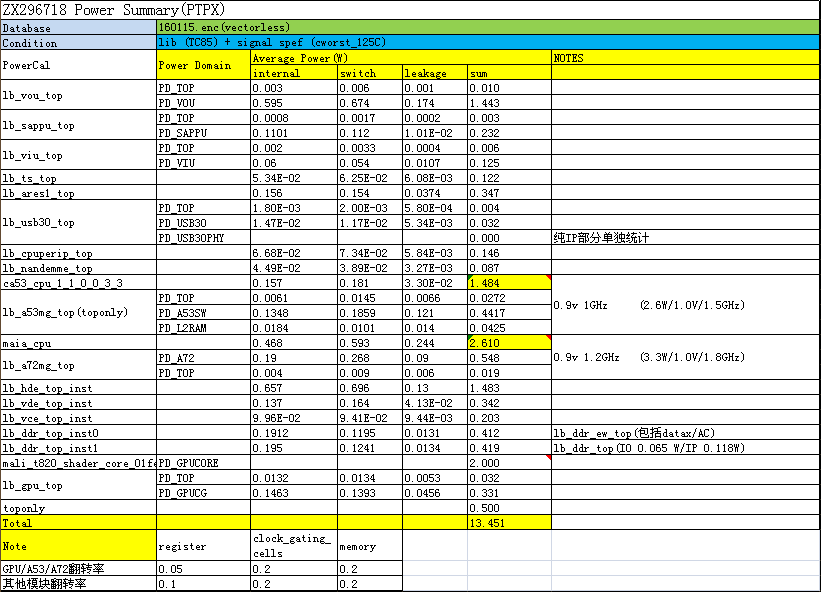 ZX296718 Power Summary(PTPX)
Database 160115.enc(vectorless)
Condition lib (TC85) + signal spef (cworst_125C)
PowerCal Power Domain Average Power(W) NOTES
internal switch leakage sum
lb_vou_top PD_TOP 0.003 0.006 0.001 0.010
PD_VOU 0.595 0.674 0.174 1.443
lb_sappu_top PD_TOP 0.0008 0.0017 0.0002 0.003
PD_SAPPU 0.1101 0.112 1.01E-02 0.232
lb_viu_top PD_TOP 0.002 0.0033 0.0004 0.006
PD_VIU 0.06 0.054 0.0107 0.125
lb_ts_top 5.34E-02 6.25E-02 6.08E-03 0.122
lb_ares1_top 0.156 0.154 0.0374 0.347
lb_usb30_top PD_TOP 1.80E-03 2.00E-03 5.80E-04 0.004
PD_USB30 1.47E-02 1.17E-02 5.34E-03 0.032
PD_USB30PHY 0.000 纯IP部分单独统计
lb_cpuperip_top 6.68E-02 7.34E-02 5.84E-03 0.146
lb_nandemme_top 4.49E-02 3.89E-02 3.27E-03 0.087
ca53_cpu_1_1_0_0_3_3 0.157 0.181 3.30E-02 1.484
lb_a53mg_top(toponly) PD_TOP 0.0061 0.0145 0.0066 0.0272 0.9v 1GHz (2.6W/1.0V/1.5GHz)
PD_A53SW 0.1348 0.1859 0.121 0.4417
PD_L2RAM 0.0184 0.0101 0.014 0.0425
maia_cpu 0.468 0.593 0.244 2.610
lb_a72mg_top PD_A72 0.19 0.268 0.09 0.548 0.9v 1.2GHz (3.3W/1.0V/1.8GHz)
PD_TOP 0.004 0.009 0.006 0.019
lb_hde_top_inst 0.657 0.696 0.13 1.483
lb_vde_top_inst 0.137 0.164 4.13E-02 0.342
lb_vce_top_inst 9.96E-02 9.41E-02 9.44E-03 0.203
lb_ddr_top_inst0 0.1912 0.1195 0.0131 0.412 lb_ddr_ew_top(包括datax/AC)
lb_ddr_top_inst1 0.195 0.1241 0.0134 0.419 lb_ddr_top(IO 0.065 W/IP 0.118W)
mali_t820_shader_core_01fe PD_GPUCORE 2.000
lb_gpu_top PD_TOP 0.0132 0.0134 0.0053 0.032
PD_GPUCG 0.1463 0.1393 0.0456 0.331
toponly 0.500
Total 13.451
Note register clock_gating_cells memory
GPU/A53/A72翻转率 0.05 0.2 0.2
其他模块翻转率 0.1 0.2 0.2